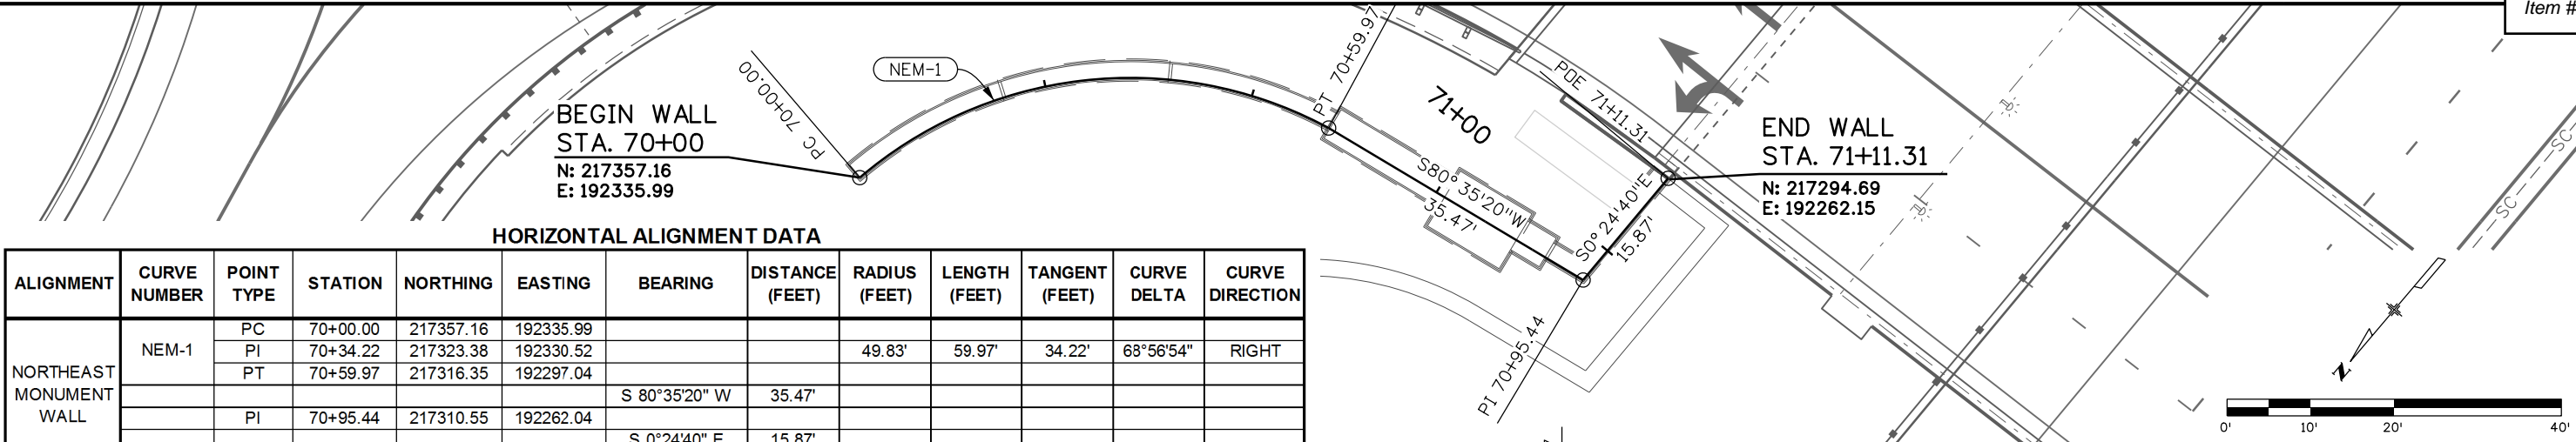 Item #
PC 70+00.00
NEM-1
PT 70+59.97
BEGIN WALL
STA. 70+00
N: 217357.16
E: 192335.99
71+00
POE 71+11.31
END WALL
STA. 71+11.31
N: 217294.69
E: 192262.15
S80°35'20"W
35.47'
S0°24'40"E
15.87'
PI 70+95.44
SC
SC
N
0' 10' 20' 40'
HORIZONTAL ALIGNMENT DATA
ALIGNMENT CURVE NUMBER POINT TYPE STATION NORTHING EASTING BEARING DISTANCE (FEET) RADIUS (FEET) LENGTH (FEET) TANGENT (FEET) CURVE DELTA CURVE DIRECTION
NORTHEAST MONUMENT WALL
NEM-1
PC 70+00.00 217357.16 192335.99
PI 70+34.22 217323.38 192330.52 49.83' 59.97' 34.22' 68°56'54" RIGHT
PT 70+59.97 217316.35 192297.04
S 80°35'20" W 35.47'
PI 70+95.44 217310.55 192262.04
S 0°24'40" E 15.87'